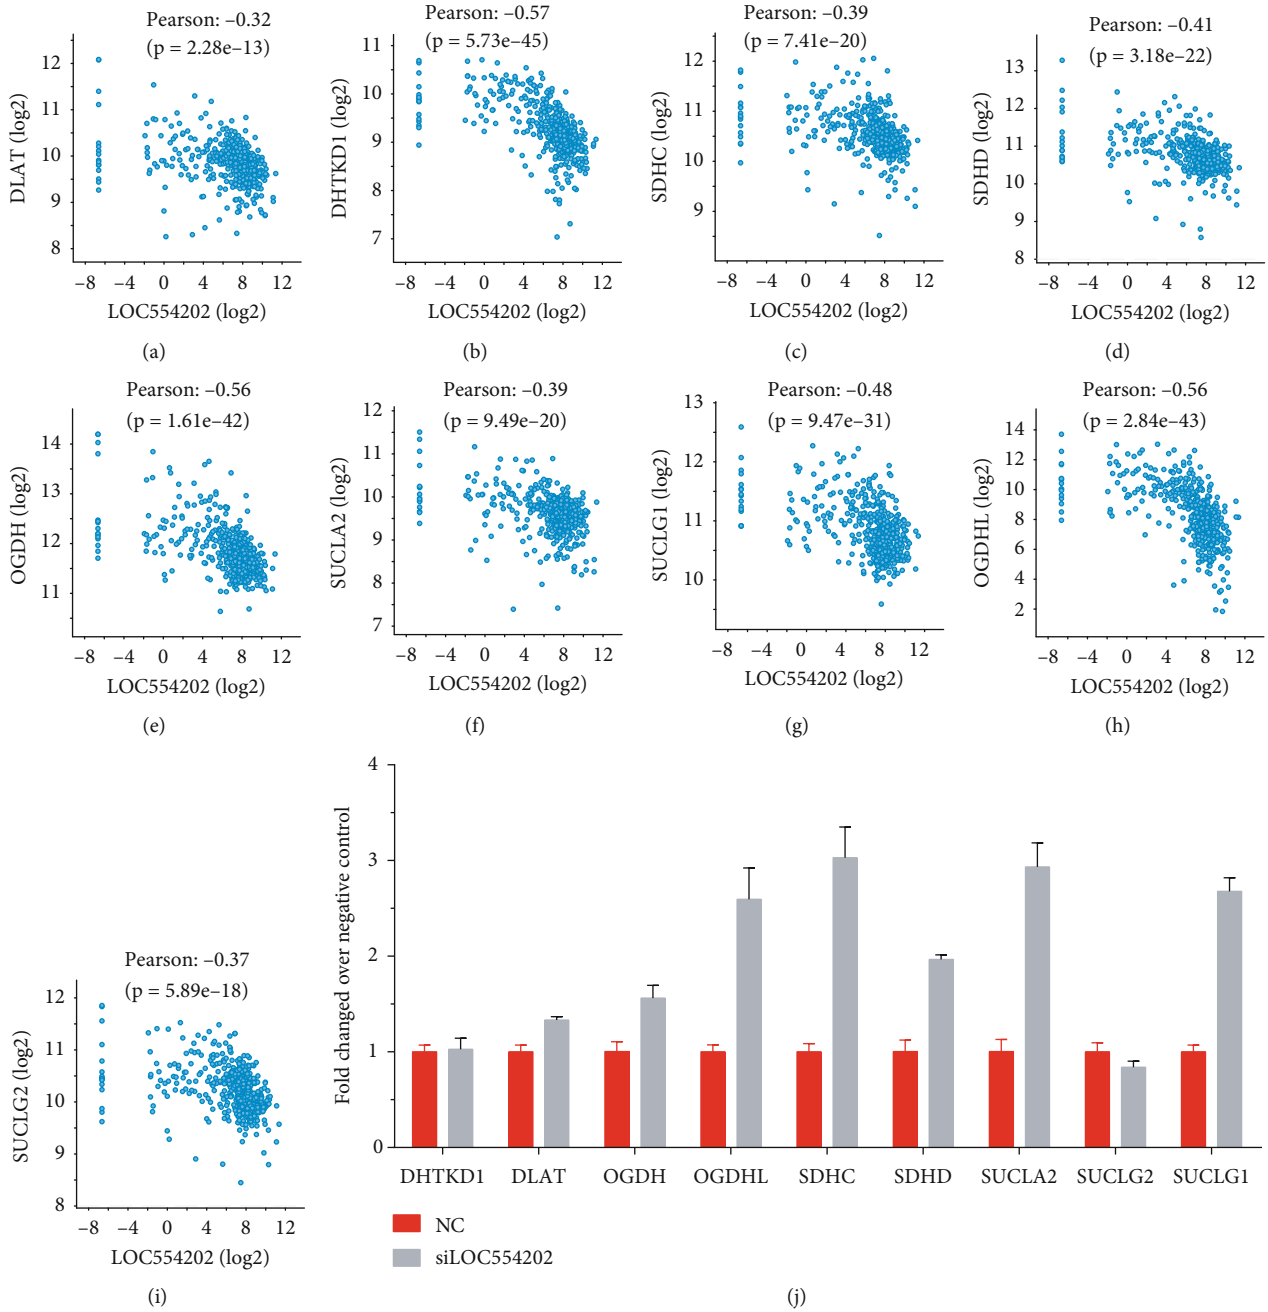 Pearson: –0.32
(p = 2.28e–13)
DLAT (log2)
12
11
10
9
8
–8 –4 0 4 8 12
LOC554202 (log2)
(a)
Pearson: –0.57
(p = 5.73e–45)
DHTKD1 (log2)
11
10
9
8
7
–8 –4 0 4 8 12
LOC554202 (log2)
(b)
Pearson: –0.39
(p = 7.41e–20)
SDHC (log2)
12
11
10
9
–8 –4 0 4 8 12
LOC554202 (log2)
(c)
Pearson: –0.41
(p = 3.18e–22)
SDHD (log2)
13
12
11
10
9
8
–8 –4 0 4 8 12
LOC554202 (log2)
(d)
Pearson: –0.56
(p = 1.61e–42)
OGDH (log2)
14
13
12
11
–8 –4 0 4 8 12
LOC554202 (log2)
(e)
Pearson: –0.39
(p = 9.49e–20)
SUCLA2 (log2)
12
11
10
9
8
7
–8 –4 0 4 8 12
LOC554202 (log2)
(f)
Pearson: –0.48
(p = 9.47e–31)
SUCLG1 (log2)
13
12
11
10
–8 –4 0 4 8 12
LOC554202 (log2)
(g)
Pearson: –0.56
(p = 2.84e–43)
OGDHL (log2)
14
12
10
8
6
4
2
–8 –4 0 4 8 12
LOC554202 (log2)
(h)
Pearson: –0.37
(p = 5.89e–18)
SUCLG2 (log2)
12
11
10
9
8
–8 –4 0 4 8 12
LOC554202 (log2)
(i)
Fold changed over negative control
4
3
2
1
0
DHTKD1 DLAT OGDH OGDHL SDHC SDHD SUCLA2 SUCLG2 SUCLG1
NC
siLOC554202
(j)